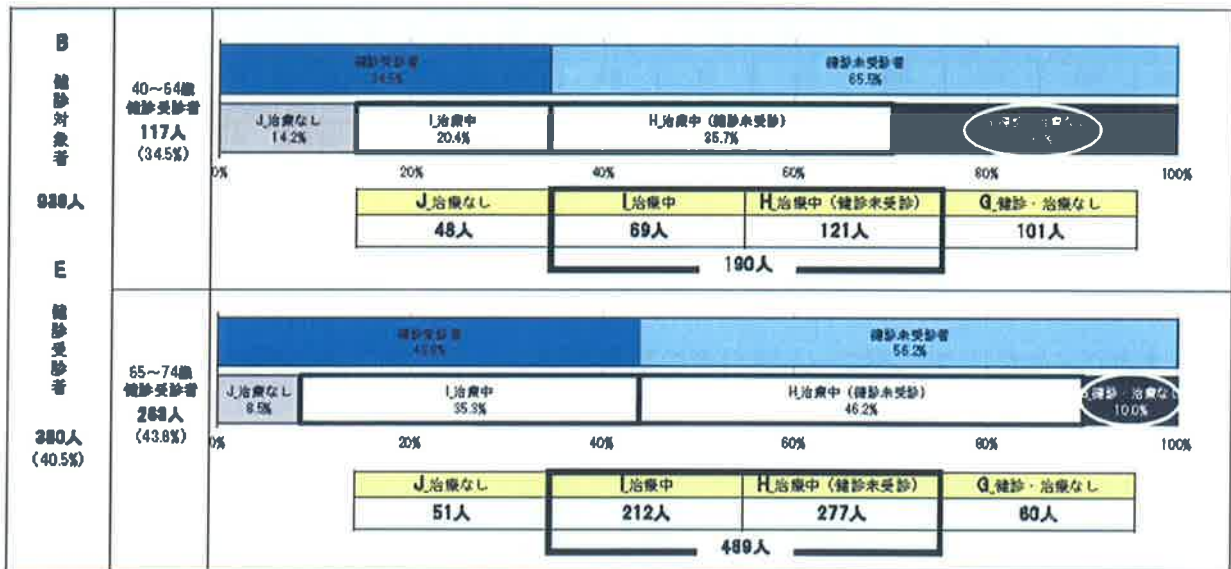 B
健診対象者
939人
E
健診受診者
380人
(40.5%)
40～64歳
健診受診者
117人
(34.5%)
健診受診者
34.5%
健診未受診者
65.5%
J_治療なし
14.2%
I_治療中
20.4%
H_治療中（健診未受診）
35.7%
健診・治療なし
0% 20% 40% 60% 80% 100%
J_治療なし I_治療中 H_治療中（健診未受診） G_健診・治療なし
48人 69人 121人 101人
190人
65～74歳
健診受診者
263人
(43.8%)
健診受診者
43.8%
健診未受診者
56.2%
J_治療なし
8.5%
I_治療中
35.3%
H_治療中（健診未受診）
46.2%
G_健診・治療なし
10.0%
0% 20% 40% 60% 80% 100%
J_治療なし I_治療中 H_治療中（健診未受診） G_健診・治療なし
51人 212人 277人 60人
489人